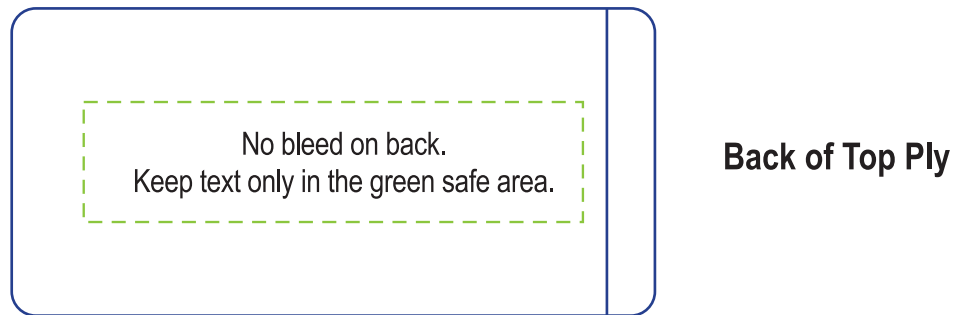 No bleed on back.
Keep text only in the green safe area.
Back of Top Ply